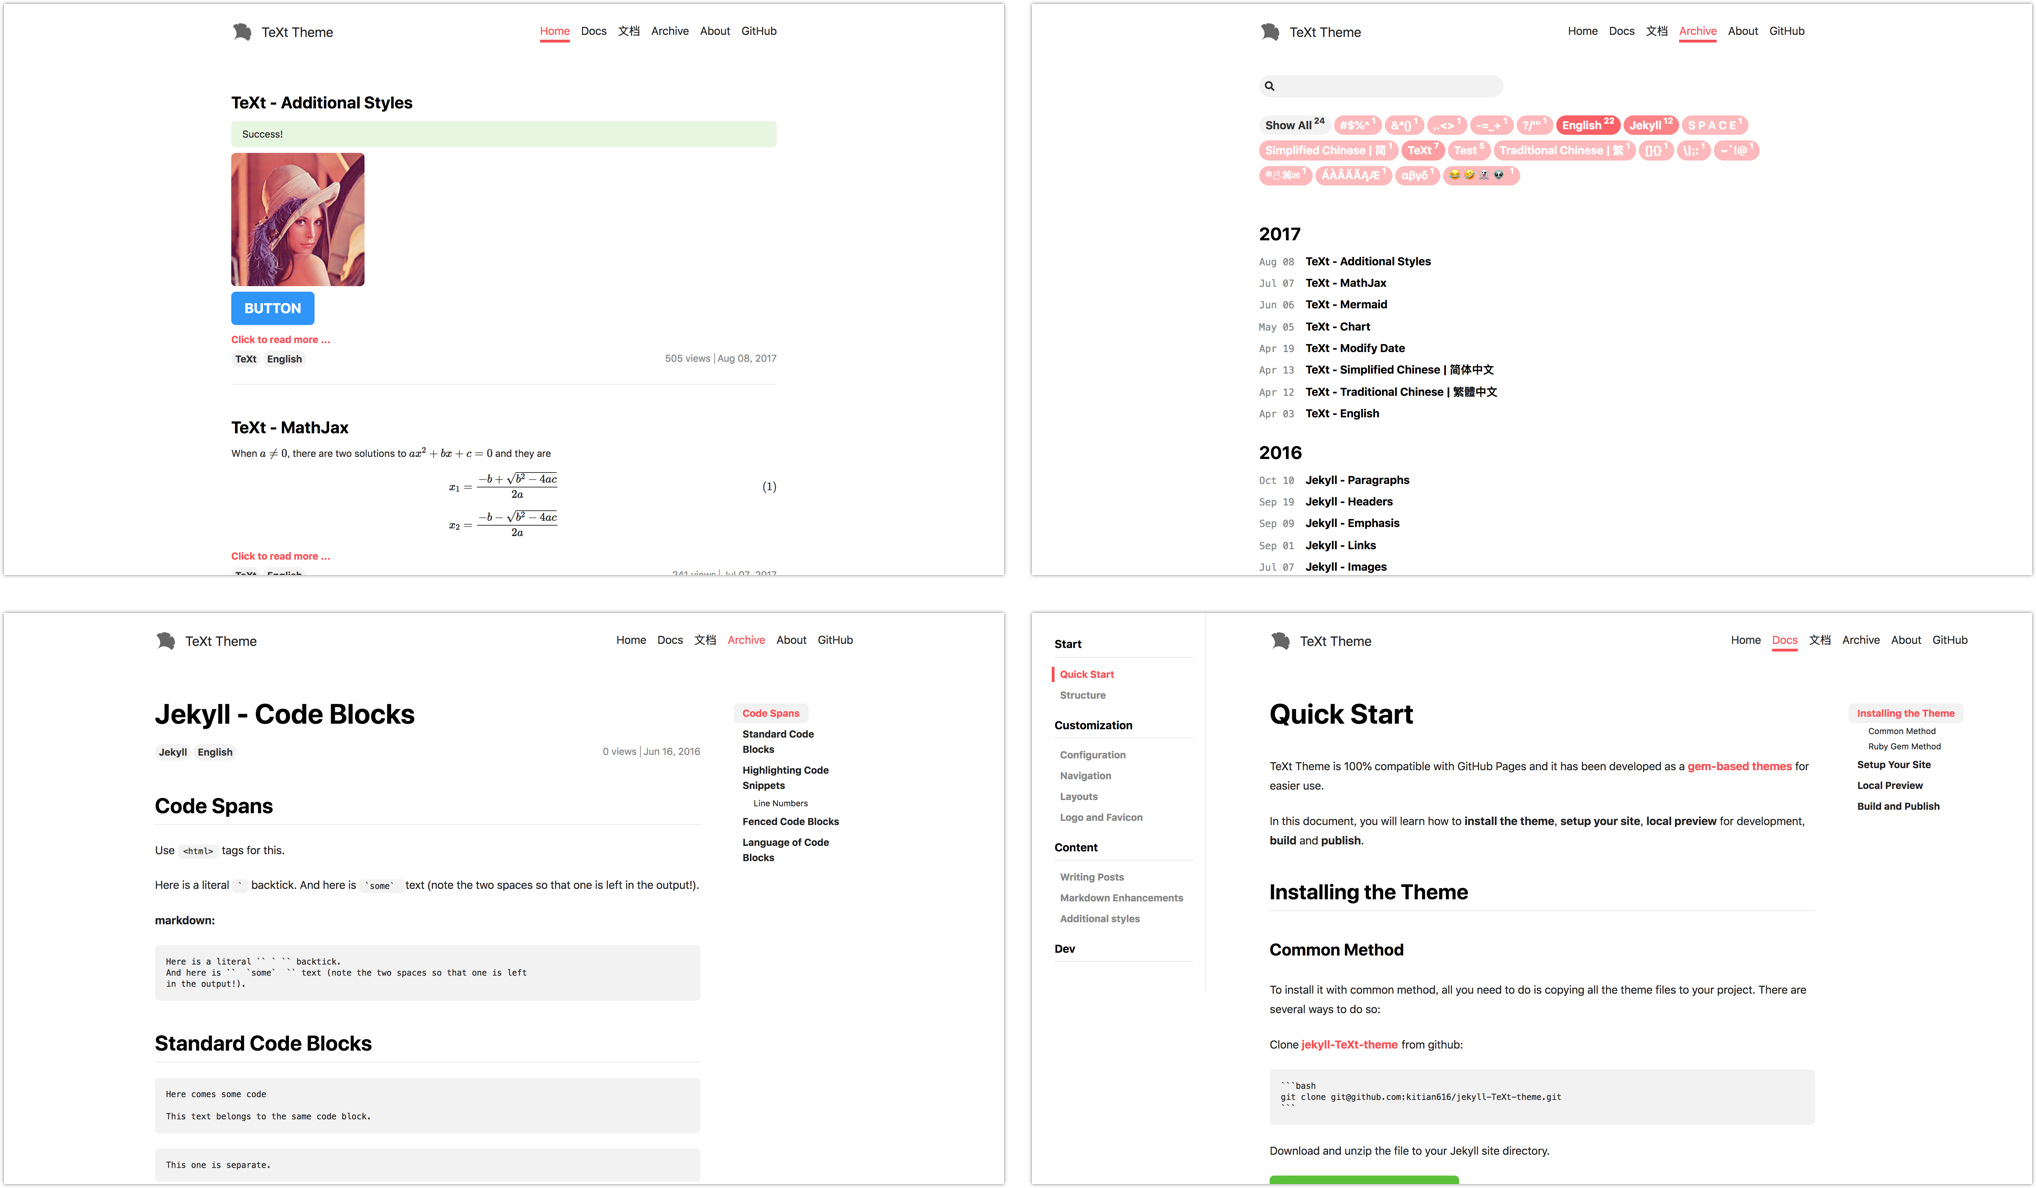 TeXt Theme
Home Docs 文档 Archive About GitHub
TeXt - Additional Styles
Success!
BUTTON
Click to read more ...
TeXt English
505 views | Aug 08, 2017
TeXt - MathJax
When a ≠ 0, there are two solutions to ax² + bx + c = 0 and they are
x₁ = (−b + √(b² − 4ac)) / 2a (1)
x₂ = (−b − √(b² − 4ac)) / 2a
Click to read more ...
TeXt English
241 views | Jul 07, 2017
TeXt Theme
Home Docs 文档 Archive About GitHub
Show All 24 #$%^ 1 &*() 1 ,.<> 1 -=_+ 1 ?/'" 1 English 22 Jekyll 12 S P A C E 1
Simplified Chinese | 简 1 TeXt 7 Test 5 Traditional Chinese | 繁 1 []{} 1 \|;: 1 ~`!@ 1
ÁÀÂÄÃĄÆ 1 αβγδ 1 😂 🤣 ☠️ 👽 1
2017
Aug 08 TeXt - Additional Styles
Jul 07 TeXt - MathJax
Jun 06 TeXt - Mermaid
May 05 TeXt - Chart
Apr 19 TeXt - Modify Date
Apr 13 TeXt - Simplified Chinese | 简体中文
Apr 12 TeXt - Traditional Chinese | 繁體中文
Apr 03 TeXt - English
2016
Oct 10 Jekyll - Paragraphs
Sep 19 Jekyll - Headers
Sep 09 Jekyll - Emphasis
Sep 01 Jekyll - Links
Jul 07 Jekyll - Images
TeXt Theme
Home Docs 文档 Archive About GitHub
Jekyll - Code Blocks
Jekyll English
0 views | Jun 16, 2016
Code Spans
Use <html> tags for this.
Here is a literal ` backtick. And here is `some` text (note the two spaces so that one is left in the output!).
markdown:
Here is a literal `` ` `` backtick.
And here is `` `some` `` text (note the two spaces so that one is left
in the output!).
Standard Code Blocks
Here comes some code
This text belongs to the same code block.
This one is separate.
Code Spans
Standard Code
Blocks
Highlighting Code
Snippets
Line Numbers
Fenced Code Blocks
Language of Code
Blocks
Start
Quick Start
Structure
Customization
Configuration
Navigation
Layouts
Logo and Favicon
Content
Writing Posts
Markdown Enhancements
Additional styles
Dev
TeXt Theme
Home Docs 文档 Archive About GitHub
Quick Start
TeXt Theme is 100% compatible with GitHub Pages and it has been developed as a gem-based themes for
easier use.
In this document, you will learn how to install the theme, setup your site, local preview for development,
build and publish.
Installing the Theme
Common Method
To install it with common method, all you need to do is copying all the theme files to your project. There are
several ways to do so:
Clone jekyll-TeXt-theme from github:
```bash
git clone git@github.com:kitian616/jekyll-TeXt-theme.git
```
Download and unzip the file to your Jekyll site directory.
Installing the Theme
Common Method
Ruby Gem Method
Setup Your Site
Local Preview
Build and Publish